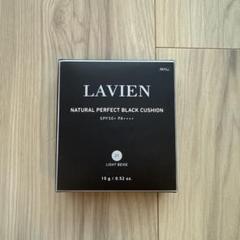 LAVIEN
NATURAL PERFECT BLACK CUSHION
SPF50+ PA++++
LIGHT BEIGE
15 g / 0.52 oz.